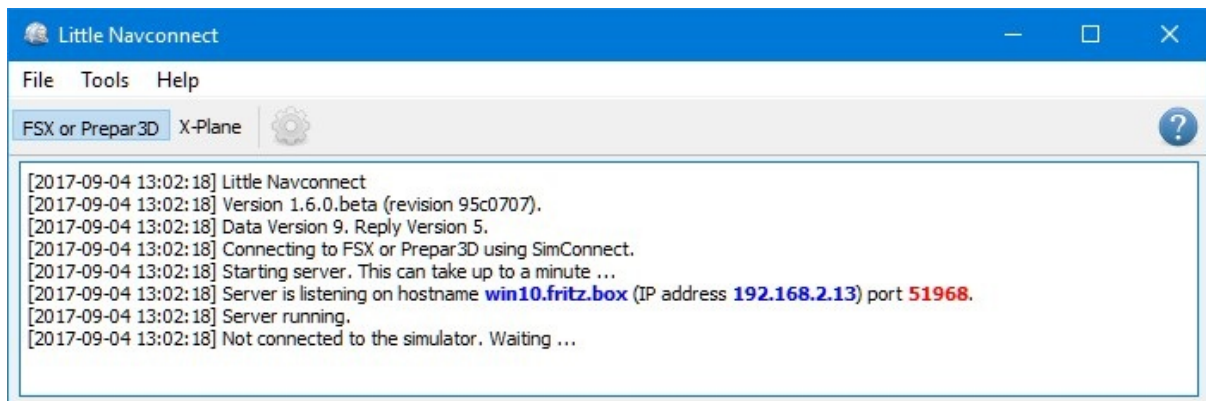 Little Navconnect
File Tools Help
FSX or Prepar3D X-Plane ?
[2017-09-04 13:02:18] Little Navconnect
[2017-09-04 13:02:18] Version 1.6.0.beta (revision 95c0707).
[2017-09-04 13:02:18] Data Version 9. Reply Version 5.
[2017-09-04 13:02:18] Connecting to FSX or Prepar3D using SimConnect.
[2017-09-04 13:02:18] Starting server. This can take up to a minute ...
[2017-09-04 13:02:18] Server is listening on hostname win10.fritz.box (IP address 192.168.2.13) port 51968.
[2017-09-04 13:02:18] Server running.
[2017-09-04 13:02:18] Not connected to the simulator. Waiting ...